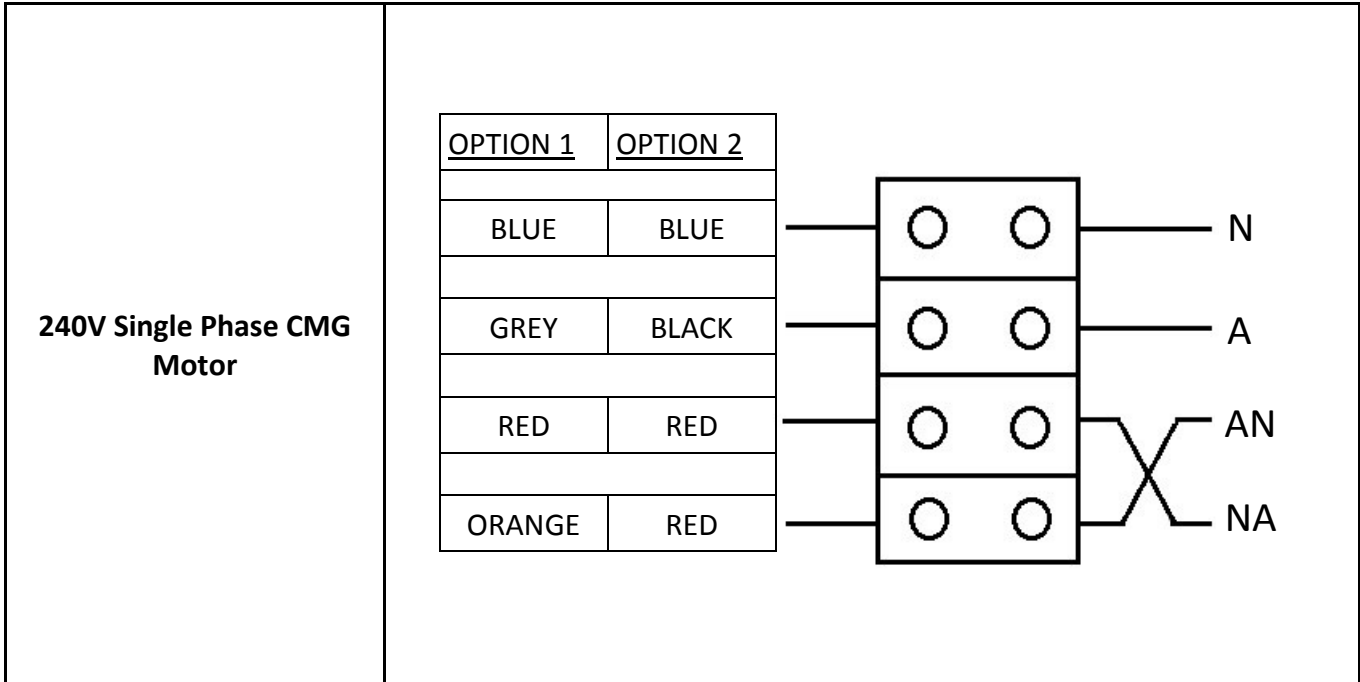 240V Single Phase CMG
Motor
OPTION 1 OPTION 2
BLUE BLUE N
GREY BLACK A
RED RED AN
ORANGE RED NA